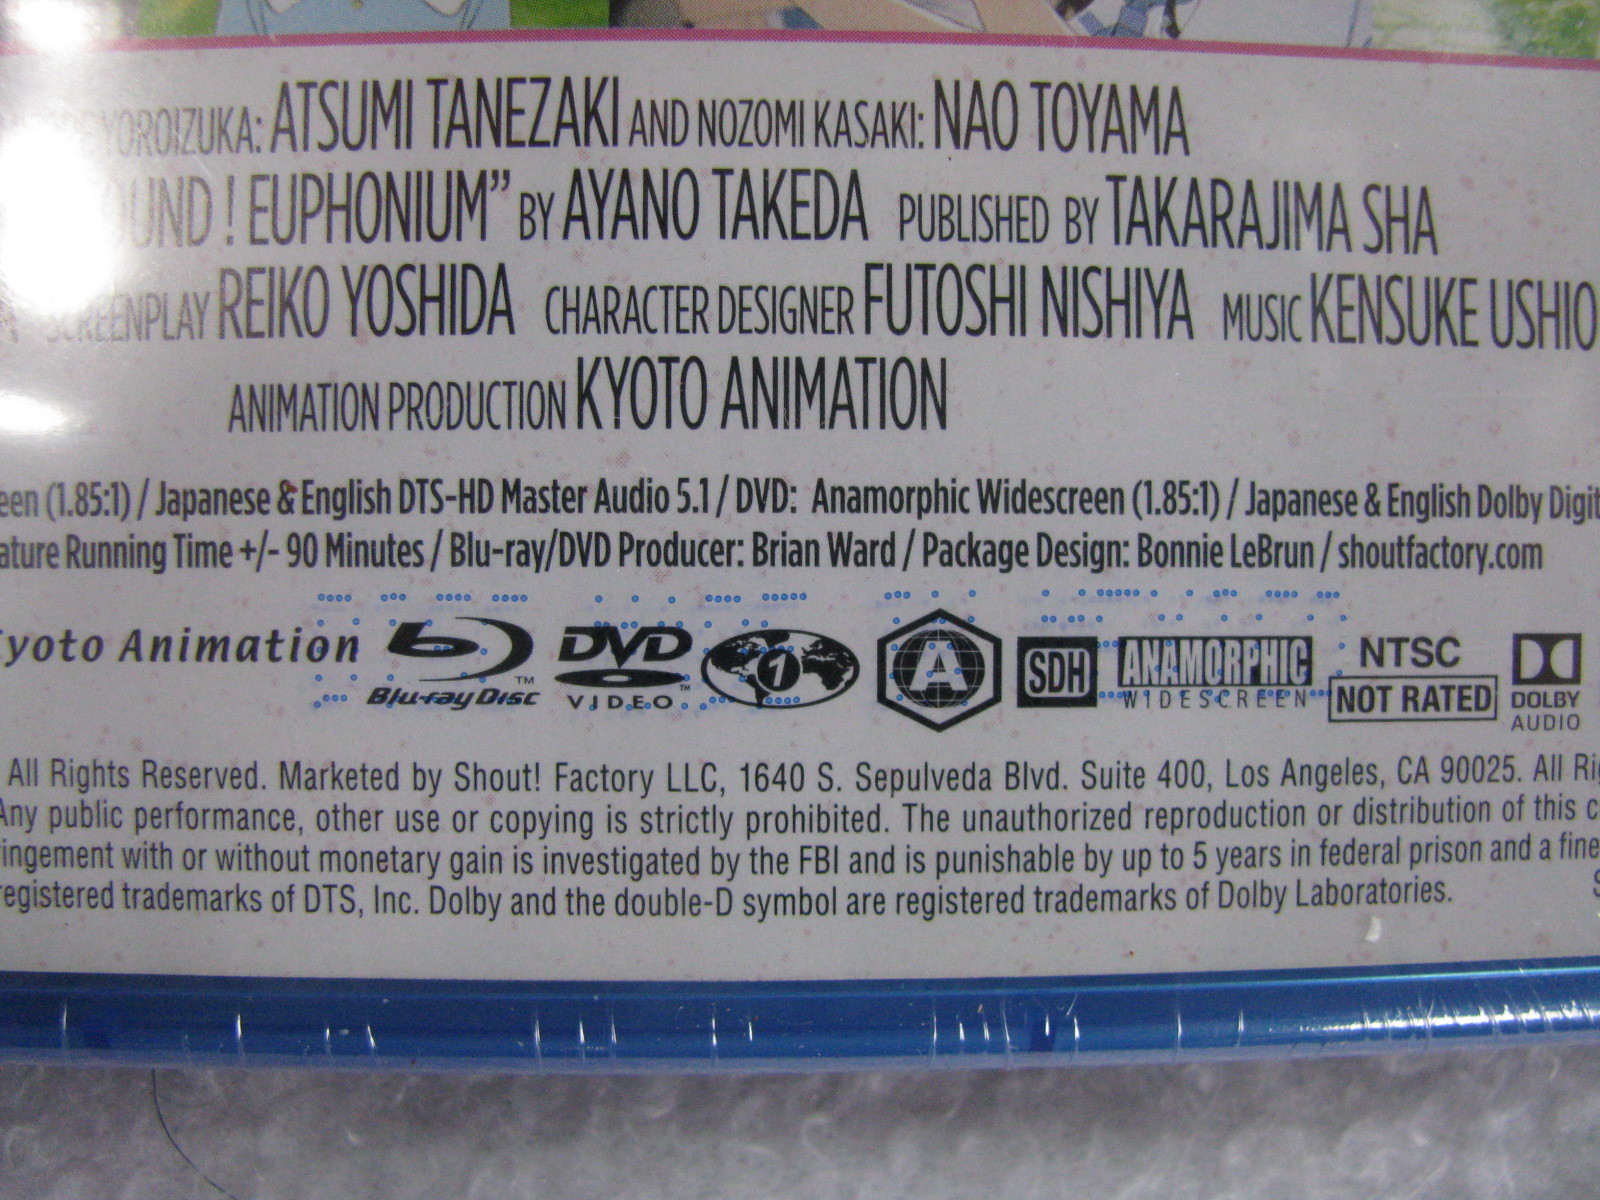 YOROIZUKA: ATSUMI TANEZAKI AND NOZOMI KASAKI: NAO TOYAMA
OUND ! EUPHONIUM” BY AYANO TAKEDA PUBLISHED BY TAKARAJIMA SHA
SCREENPLAY REIKO YOSHIDA CHARACTER DESIGNER FUTOSHI NISHIYA MUSIC KENSUKE USHIO
ANIMATION PRODUCTION KYOTO ANIMATION
een (1.85:1) / Japanese & English DTS-HD Master Audio 5.1 / DVD: Anamorphic Widescreen (1.85:1) / Japanese & English Dolby Digit
ature Running Time +/- 90 Minutes / Blu-ray/DVD Producer: Brian Ward / Package Design: Bonnie LeBrun / shoutfactory.com
yoto Animation Blu-ray Disc™ DVD VIDEO™ 1 A SDH ANAMORPHIC WIDESCREEN NTSC NOT RATED DOLBY AUDIO
All Rights Reserved. Marketed by Shout! Factory LLC, 1640 S. Sepulveda Blvd. Suite 400, Los Angeles, CA 90025. All Rig
Any public performance, other use or copying is strictly prohibited. The unauthorized reproduction or distribution of this c
ingement with or without monetary gain is investigated by the FBI and is punishable by up to 5 years in federal prison and a fine
registered trademarks of DTS, Inc. Dolby and the double-D symbol are registered trademarks of Dolby Laboratories. S